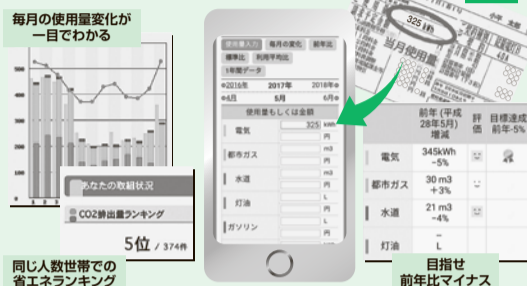 毎月の使用量変化が
一目でわかる
500
400
300
200
100
あなたの取組状況
CO2排出量ランキング
5位 / 374件
同じ人数世帯での
省エネランキング
使用量入力 毎月の変化 前年比
標準比 利用平均比
1年間データ
2016年 2017年 2018年
4月 5月 6月
使用量もしくは金額
電気 325 kWh
円
都市ガス m3
円
水道 m3
円
灯油 L
円
ガソリン L
円
325 kWh
当月使用量
前年 (平成 評 目標達成
28年5月) 価 前年-5%
増減
電気 345kWh
-5%
都市ガス 30 m3
+3%
水道 21 m3
-4%
灯油 --
L
目指せ
前年比マイナス